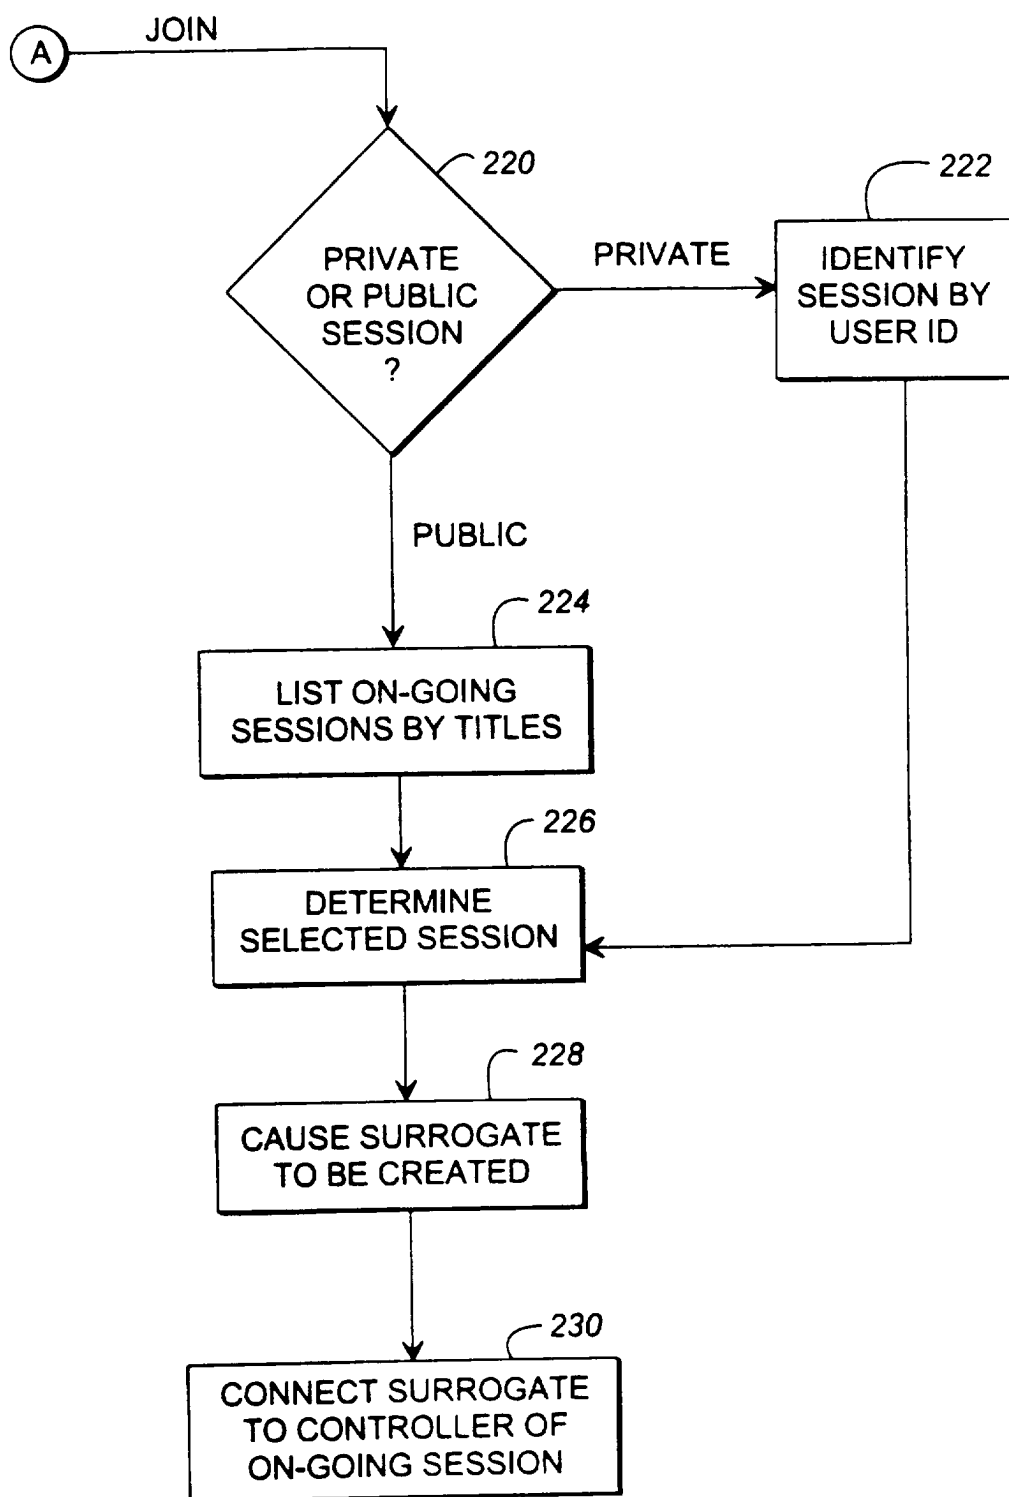 JOIN
A
220
222
PRIVATE
OR PUBLIC
SESSION
?
PRIVATE
IDENTIFY
SESSION BY
USER ID
PUBLIC
224
LIST ON-GOING
SESSIONS BY TITLES
226
DETERMINE
SELECTED SESSION
228
CAUSE SURROGATE
TO BE CREATED
230
CONNECT SURROGATE
TO CONTROLLER OF
ON-GOING SESSION